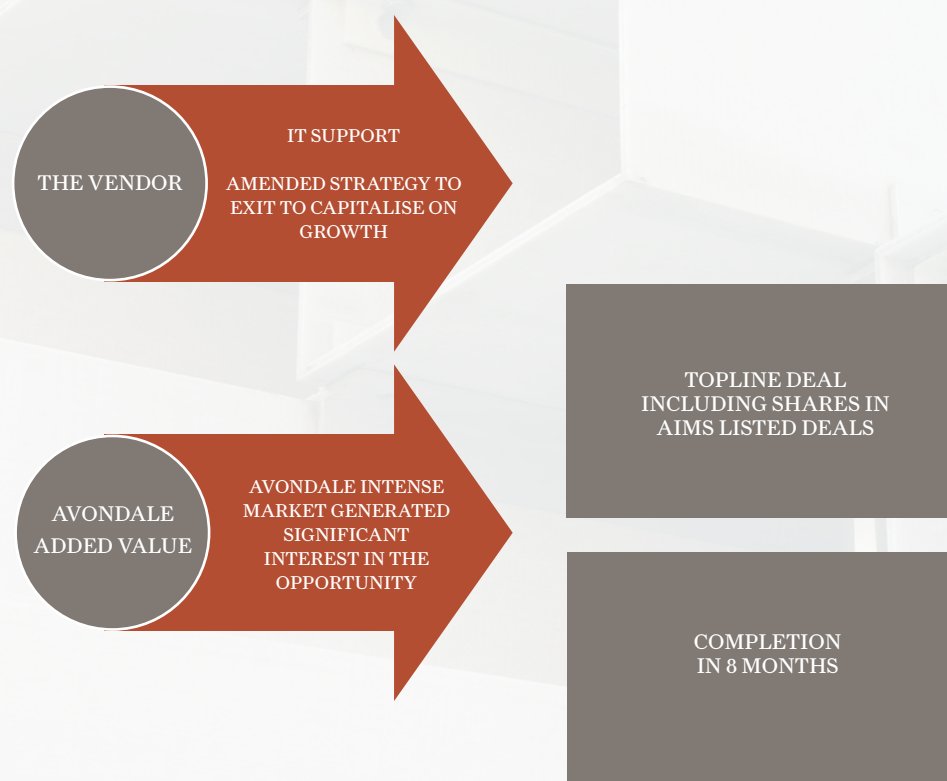 THE VENDOR
IT SUPPORT
AMENDED STRATEGY TO
EXIT TO CAPITALISE ON
GROWTH
AVONDALE
ADDED VALUE
AVONDALE INTENSE
MARKET GENERATED
SIGNIFICANT
INTEREST IN THE
OPPORTUNITY
TOPLINE DEAL
INCLUDING SHARES IN
AIMS LISTED DEALS
COMPLETION
IN 8 MONTHS